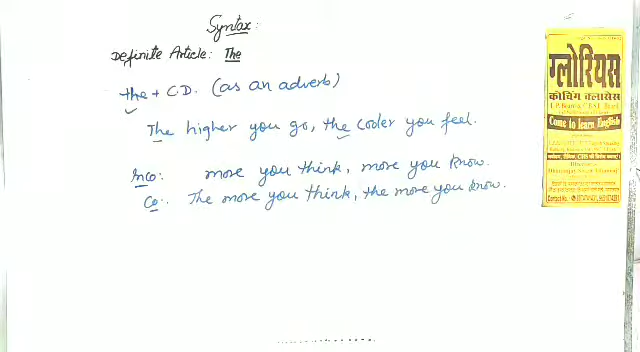 Syntax:
Definite Article: The
the + C.D. (as an adverb)
The higher you go, the cooler you feel.
InCo: more you think, more you know.
Co:. The more you think, the more you know.
ग्लोरियस
कोचिंग क्लासेस
Come to learn English